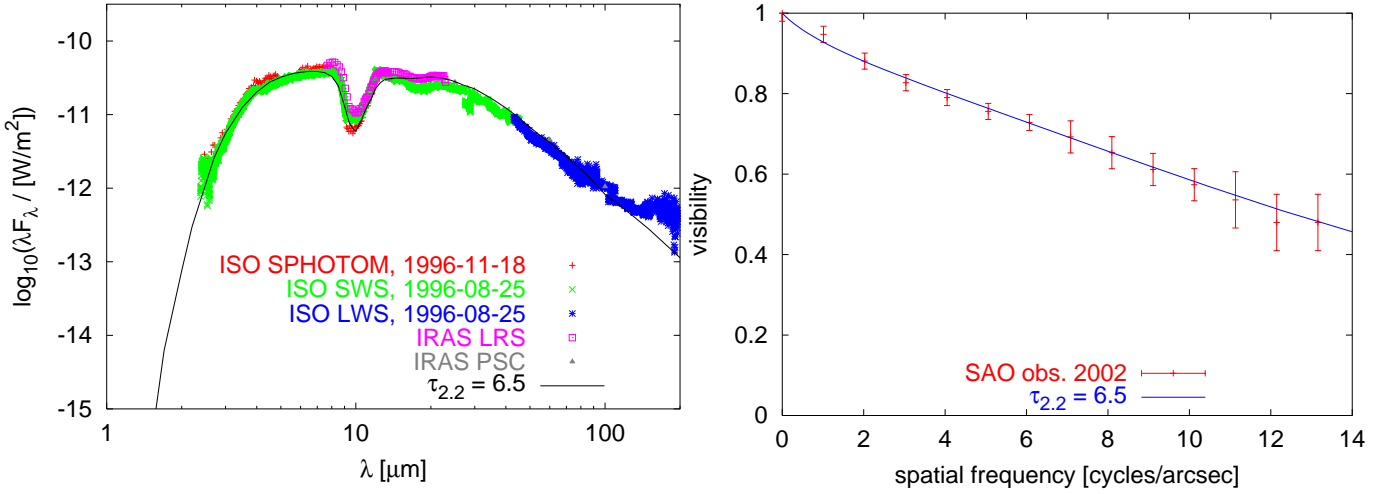 -10
-11
-12
-13
-14
-15
log₁₀(λF_λ / [W/m²])
ISO SPHOTOM, 1996-11-18
ISO SWS, 1996-08-25
ISO LWS, 1996-08-25
IRAS LRS
IRAS PSC
τ₂.₂ = 6.5
1 10 100
λ [μm]
1
0.8
0.6
0.4
0.2
0
visibility
SAO obs. 2002
τ₂.₂ = 6.5
0 2 4 6 8 10 12 14
spatial frequency [cycles/arcsec]